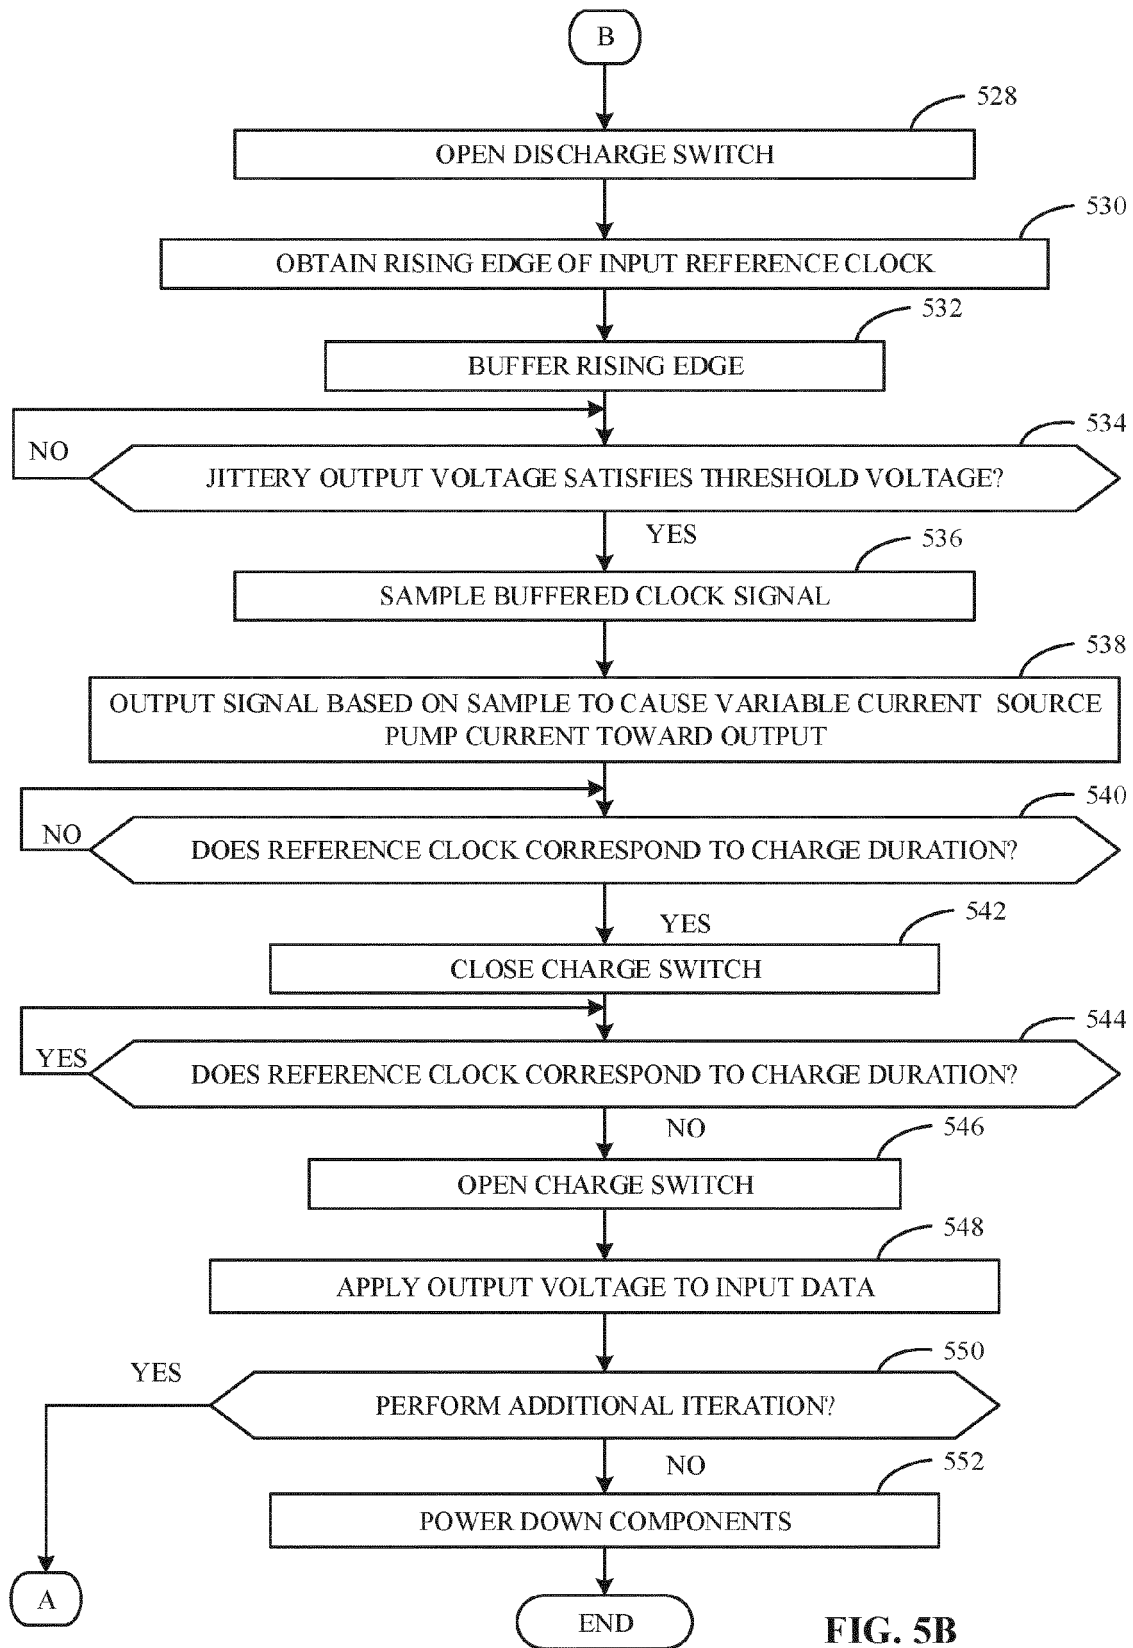 B
528
OPEN DISCHARGE SWITCH
530
OBTAIN RISING EDGE OF INPUT REFERENCE CLOCK
532
BUFFER RISING EDGE
534
NO
JITTERY OUTPUT VOLTAGE SATISFIES THRESHOLD VOLTAGE?
YES
536
SAMPLE BUFFERED CLOCK SIGNAL
538
OUTPUT SIGNAL BASED ON SAMPLE TO CAUSE VARIABLE CURRENT SOURCE
PUMP CURRENT TOWARD OUTPUT
540
NO
DOES REFERENCE CLOCK CORRESPOND TO CHARGE DURATION?
YES
542
CLOSE CHARGE SWITCH
544
YES
DOES REFERENCE CLOCK CORRESPOND TO CHARGE DURATION?
NO
546
OPEN CHARGE SWITCH
548
APPLY OUTPUT VOLTAGE TO INPUT DATA
550
YES
PERFORM ADDITIONAL ITERATION?
NO
552
POWER DOWN COMPONENTS
A
END
FIG. 5B